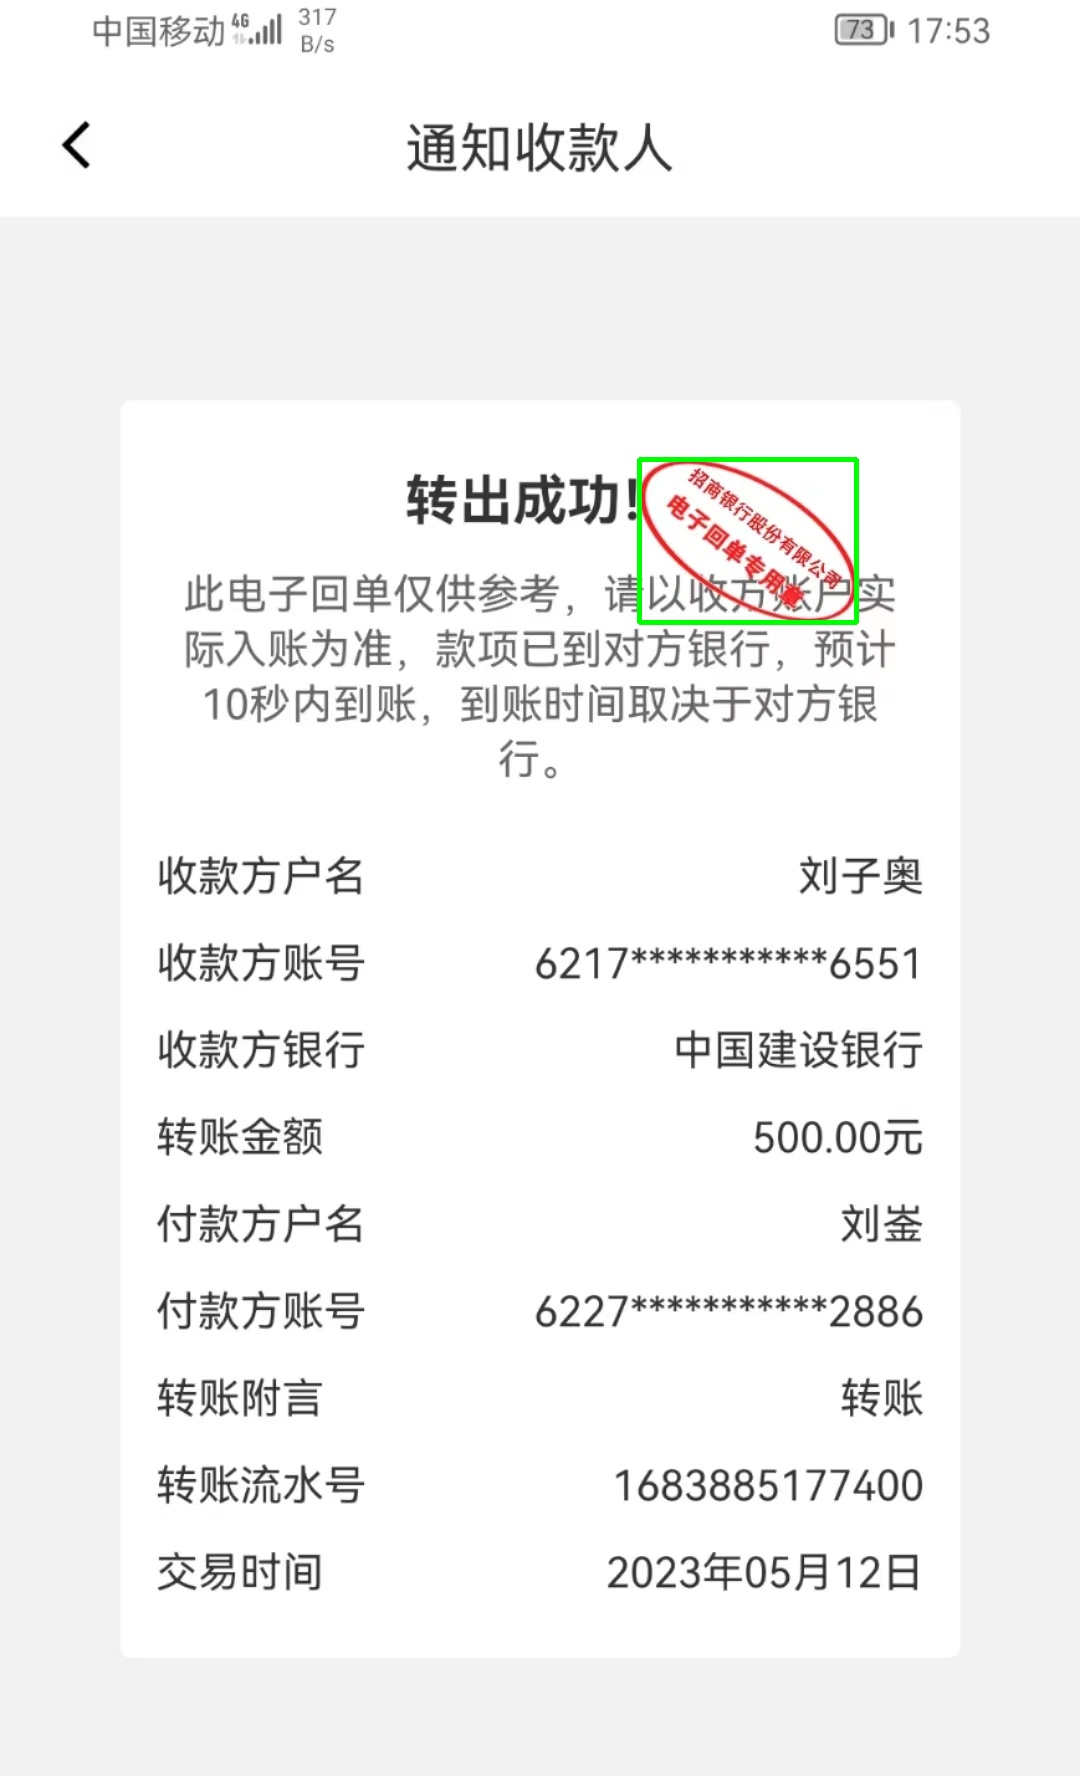 中国移动 4G 317 B/s 73 17:53
通知收款人
转出成功!
招商银行股份有限公司
电子回单专用章
此电子回单仅供参考，请以收方账户实
际入账为准，款项已到对方银行，预计
10秒内到账，到账时间取决于对方银
行。
收款方户名 刘子奥
收款方账号 6217***********6551
收款方银行 中国建设银行
转账金额 500.00元
付款方户名 刘崟
付款方账号 6227***********2886
转账附言 转账
转账流水号 1683885177400
交易时间 2023年05月12日